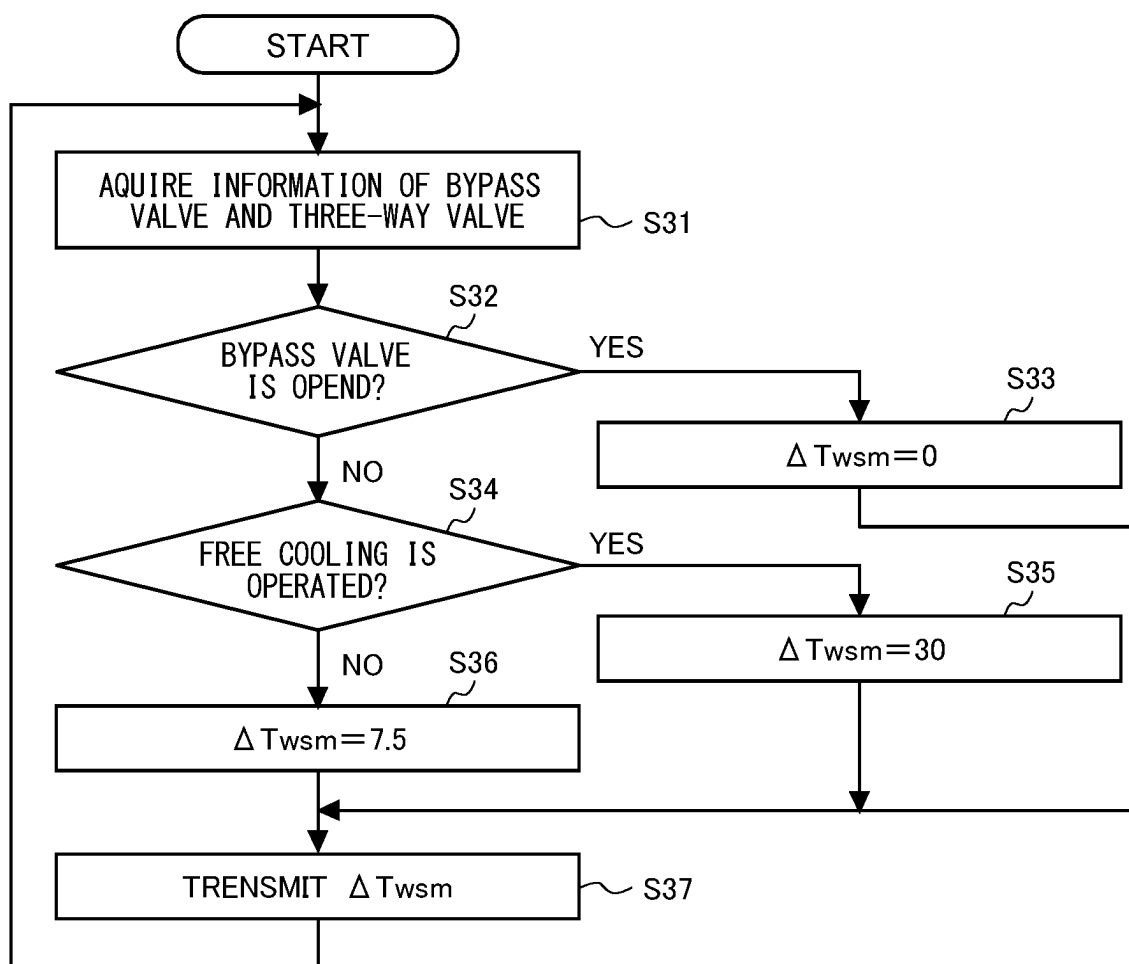 START
AQUIRE INFORMATION OF BYPASS
VALVE AND THREE-WAY VALVE
S31
S32
BYPASS VALVE
IS OPEND?
YES
S33
ΔTwsm=0
NO
S34
FREE COOLING IS
OPERATED?
YES
S35
ΔTwsm=30
NO
S36
ΔTwsm=7.5
TRENSMIT ΔTwsm
S37